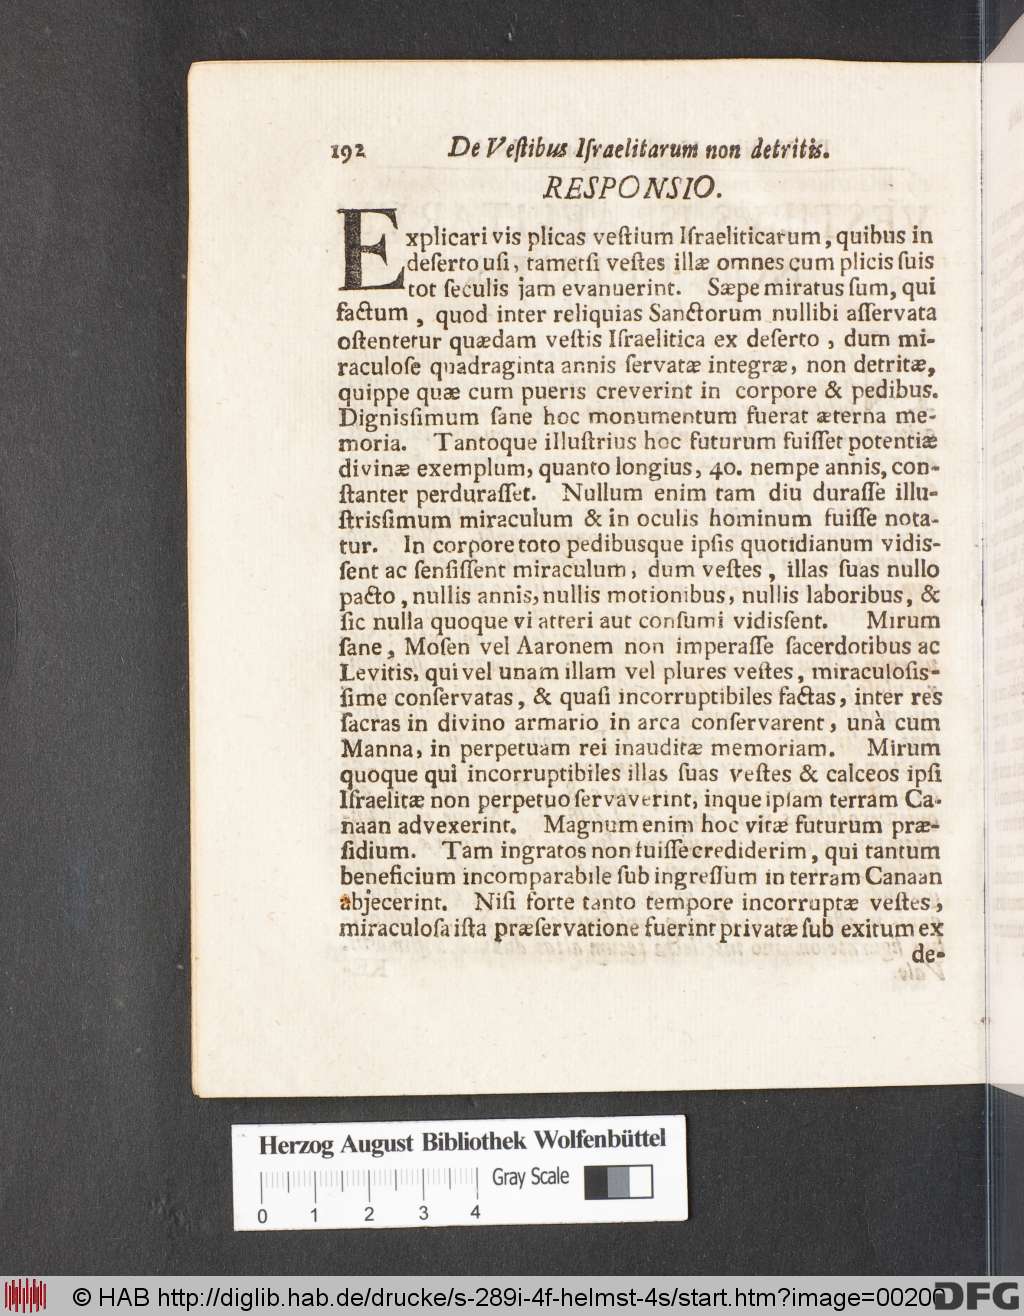 192 De Veſtibus Iſraelitarum non detritis.
RESPONSIO.
Explicari vis plicas veſtium Iſraeliticarum, quibus in
deſerto uſi, tametſi veſtes illæ omnes cum plicis ſuis
tot ſeculis jam evanuerint. Sæpe miratus ſum, qui
factum, quod inter reliquias Sanctorum nullibi aſſervata
oſtentetur quædam veſtis Iſraelitica ex deſerto, dum mi-
raculoſe quadraginta annis ſervatæ integræ, non detritæ,
quippe quæ cum pueris creverint in corpore & pedibus.
Digniſſimum ſane hoc monumentum fuerat æterna me-
moria. Tantoque illuſtrius hoc futurum fuiſſet potentiæ
divinæ exemplum, quanto longius, 40. nempe annis, con-
ſtanter perduraſſet. Nullum enim tam diu duraſſe illu-
ſtrisſimum miraculum & in oculis hominum fuiſſe nota-
tur. In corpore toto pedibusque ipſis quotidianum vidis-
ſent ac ſenſiſſent miraculum, dum veſtes, illas ſuas nullo
pacto, nullis annis, nullis motionibus, nullis laboribus, &
ſic nulla quoque vi atteri aut conſumi vidisſent. Mirum
ſane, Moſen vel Aaronem non imperaſſe ſacerdotibus ac
Levitis, qui vel unam illam vel plures veſtes, miraculoſis-
ſime conſervatas, & quaſi incorruptibiles factas, inter res
ſacras in divino armario in arca conſervarent, unà cum
Manna, in perpetuam rei inauditæ memoriam. Mirum
quoque quî incorruptibiles illas ſuas veſtes & calceos ipſi
Iſraelitæ non perpetuo ſervaverint, inque ipſam terram Ca-
naan advexerint. Magnum enim hoc vitæ futurum præ-
ſidium. Tam ingratos non fuiſſe crediderim, qui tantum
beneficium incomparabile ſub ingreſſum in terram Canaan
abjecerint. Niſi forte tanto tempore incorruptæ veſtes,
miraculoſa iſta præſervatione fuerint privatæ ſub exitum ex
de-
Herzog August Bibliothek Wolfenbüttel
Gray Scale
0 1 2 3 4
© HAB http://diglib.hab.de/drucke/s-289i-4f-helmst-4s/start.htm?image=00200
DFG